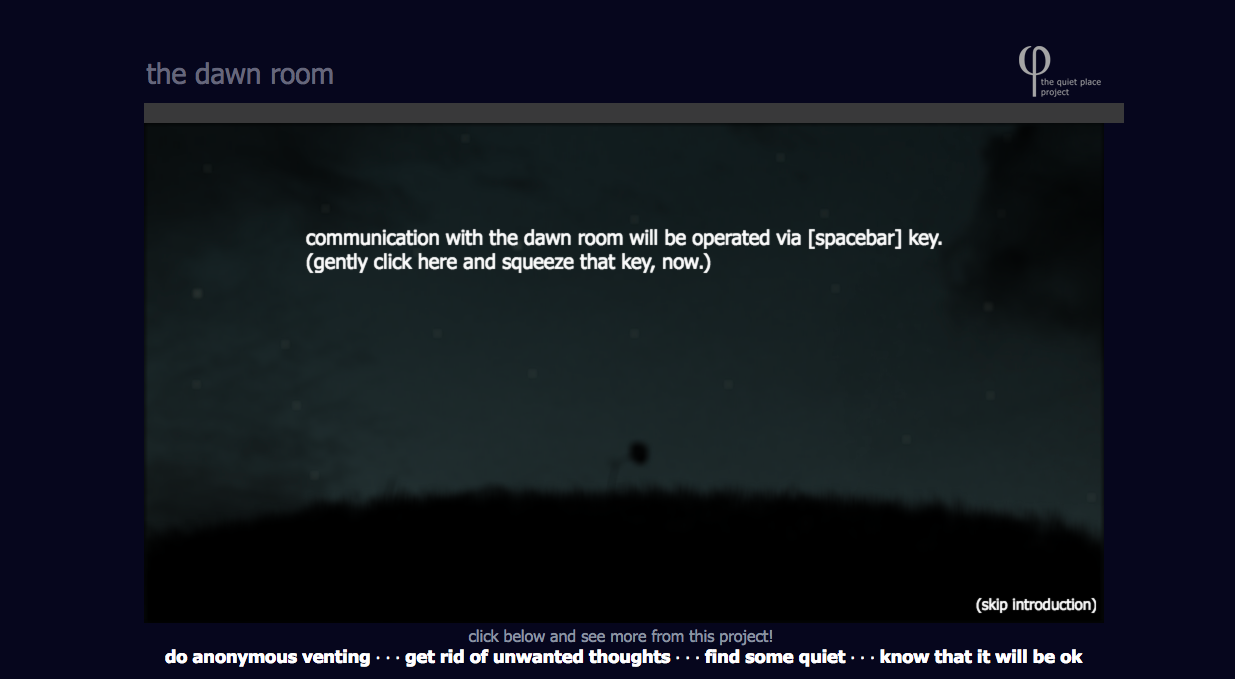 the dawn room
φ
the quiet place
project
communication with the dawn room will be operated via [spacebar] key.
(gently click here and squeeze that key, now.)
(skip introduction)
click below and see more from this project!
do anonymous venting · · · get rid of unwanted thoughts · · · find some quiet · · · know that it will be ok